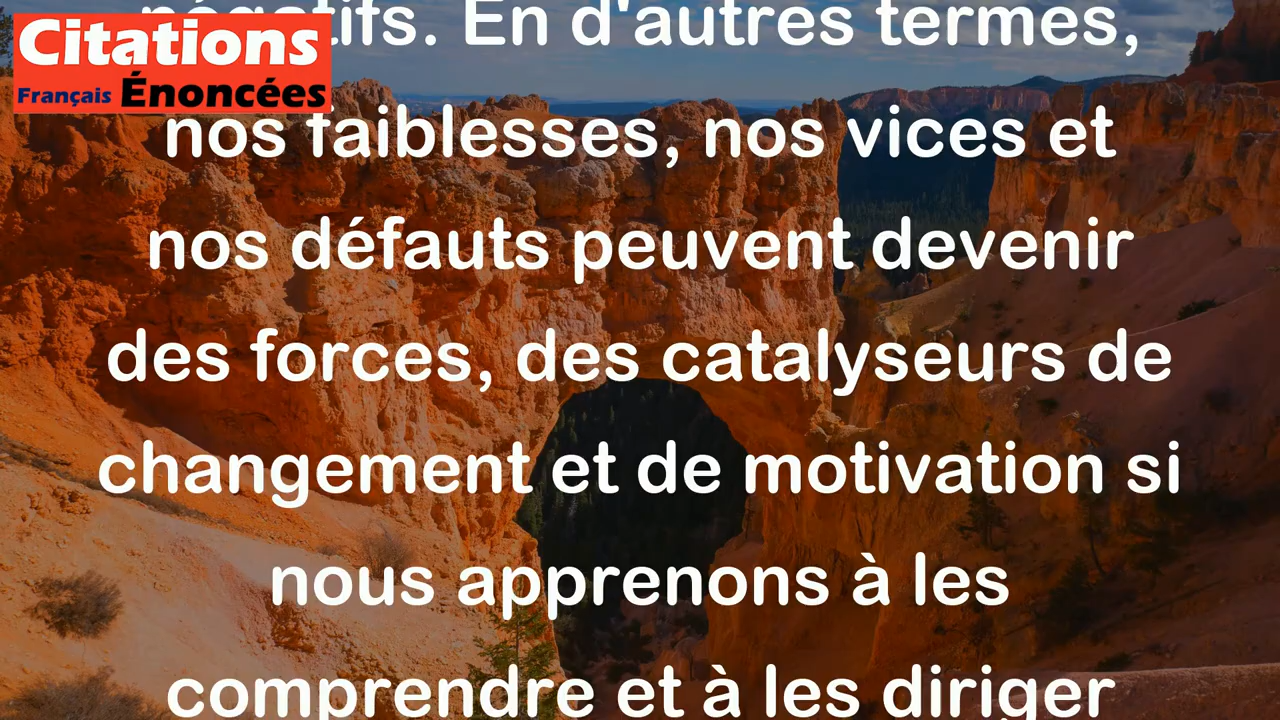 Citations
Français Énoncées
négatifs. En d'autres termes,
nos faiblesses, nos vices et
nos défauts peuvent devenir
des forces, des catalyseurs de
changement et de motivation si
nous apprenons à les
comprendre et à les diriger